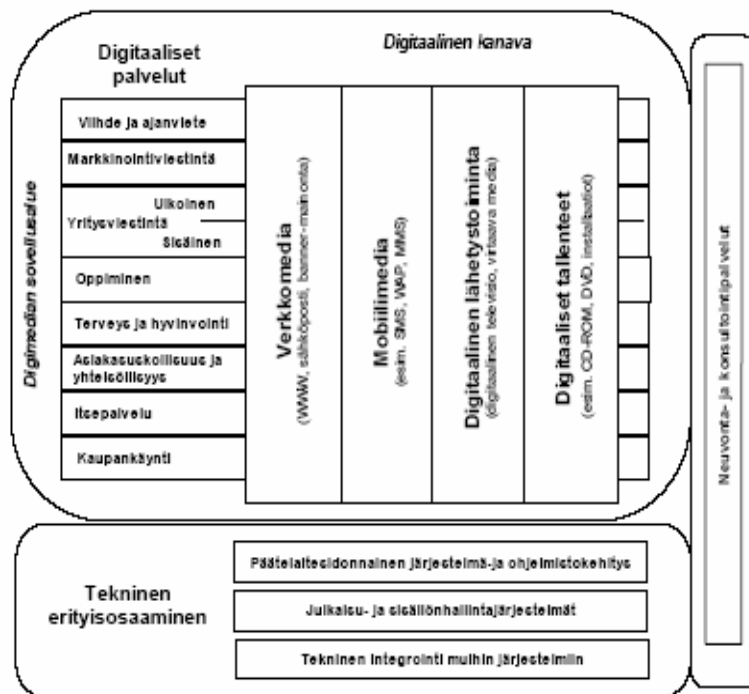 Digitaaliset
palvelut
Digitaalinen kanava
Digimedian sovellusalue
Viihde ja ajanviete
Markkinointiviestintä
Ulkoinen
Yritysviestintä
Sisäinen
Oppiminen
Terveys ja hyvinvointi
Asiakasuskollisuus ja
yhteisöllisyys
Itsepalvelu
Kaupankäynti
Verkkomedia
(WWW, sähköposti, banner-mainonta)
Mobiilimedia
(esim. SMS, WAP, MMS)
Digitaalinen lähetystoiminta
(digitaalinen televisio, virtaava media)
Digitaaliset tallenteet
(esim. CD-ROM, DVD, installaatiot)
Neuvonta- ja konsultointipalvelut
Tekninen
erityisosaaminen
Päätelaitesidonnainen järjestelmä-ja ohjelmistokehitys
Julkaisu- ja sisällönhallintajärjestelmät
Tekninen integrointi muihin järjestelmiin